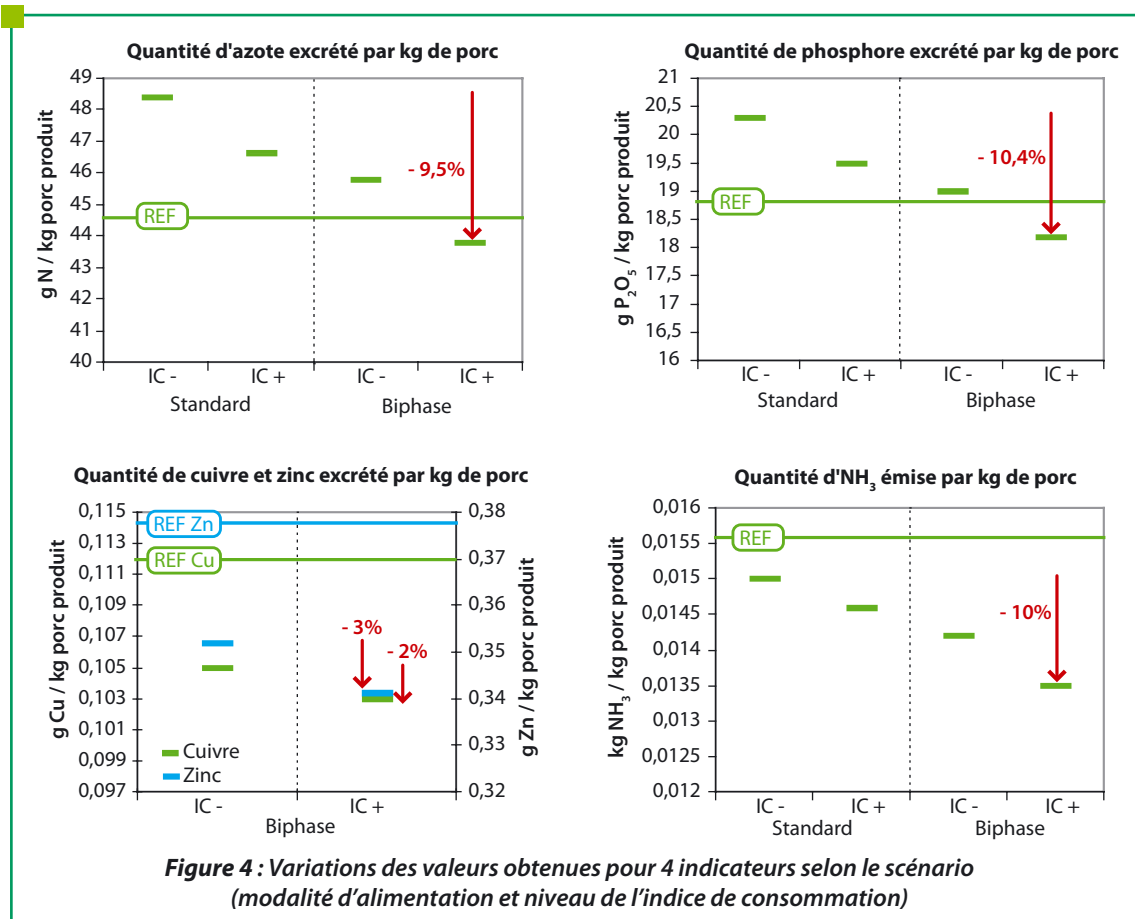 Quantité d'azote excrété par kg de porc
g N / kg porc produit
49
48
47
46
45
44
43
42
41
40
REF
- 9,5%
IC - IC + IC - IC +
Standard Biphase
Quantité de phosphore excrété par kg de porc
g P₂O₅ / kg porc produit
21
20,5
20
19,5
19
18,5
18
17,5
17
16,5
16
REF
- 10,4%
IC - IC + IC - IC +
Standard Biphase
Quantité de cuivre et zinc excrété par kg de porc
g Cu / kg porc produit
0,115
0,113
0,111
0,109
0,107
0,105
0,103
0,101
0,099
0,097
REF Zn
REF Cu
- 3%
- 2%
Cuivre
Zinc
0,38
0,37
0,36
0,35
0,34
0,33
0,32
g Zn / kg porc produit
IC - IC +
Biphase
Quantité d'NH₃ émise par kg de porc
kg NH₃ / kg porc produit
0,016
0,0155
0,015
0,0145
0,014
0,0135
0,013
0,0125
0,012
REF
- 10%
IC - IC + IC - IC +
Standard Biphase
Figure 4 : Variations des valeurs obtenues pour 4 indicateurs selon le scénario
(modalité d'alimentation et niveau de l'indice de consommation)